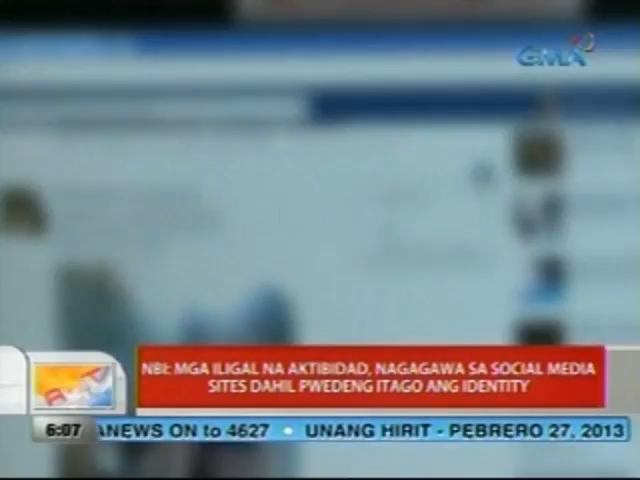 GMA
NBI: MGA ILIGAL NA AKTIBIDAD, NAGAGAWA SA SOCIAL MEDIA
SITES DAHIL PWEDENG ITAGO ANG IDENTITY
6:07 ANEWS ON to 4627 • UNANG HIRIT - PEBRERO 27, 2013